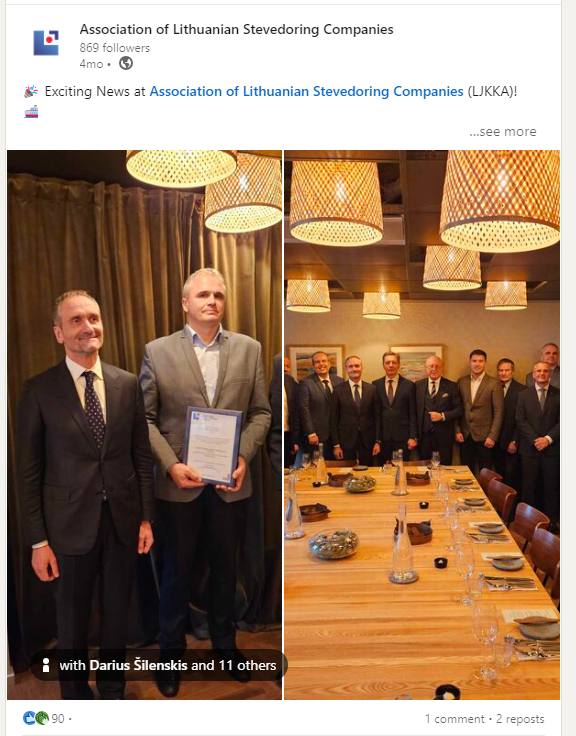 Association of Lithuanian Stevedoring Companies
869 followers
4mo •
Exciting News at Association of Lithuanian Stevedoring Companies (LJKKA)!
...see more
with Darius Šilenskis and 11 others
90 •
1 comment • 2 reposts